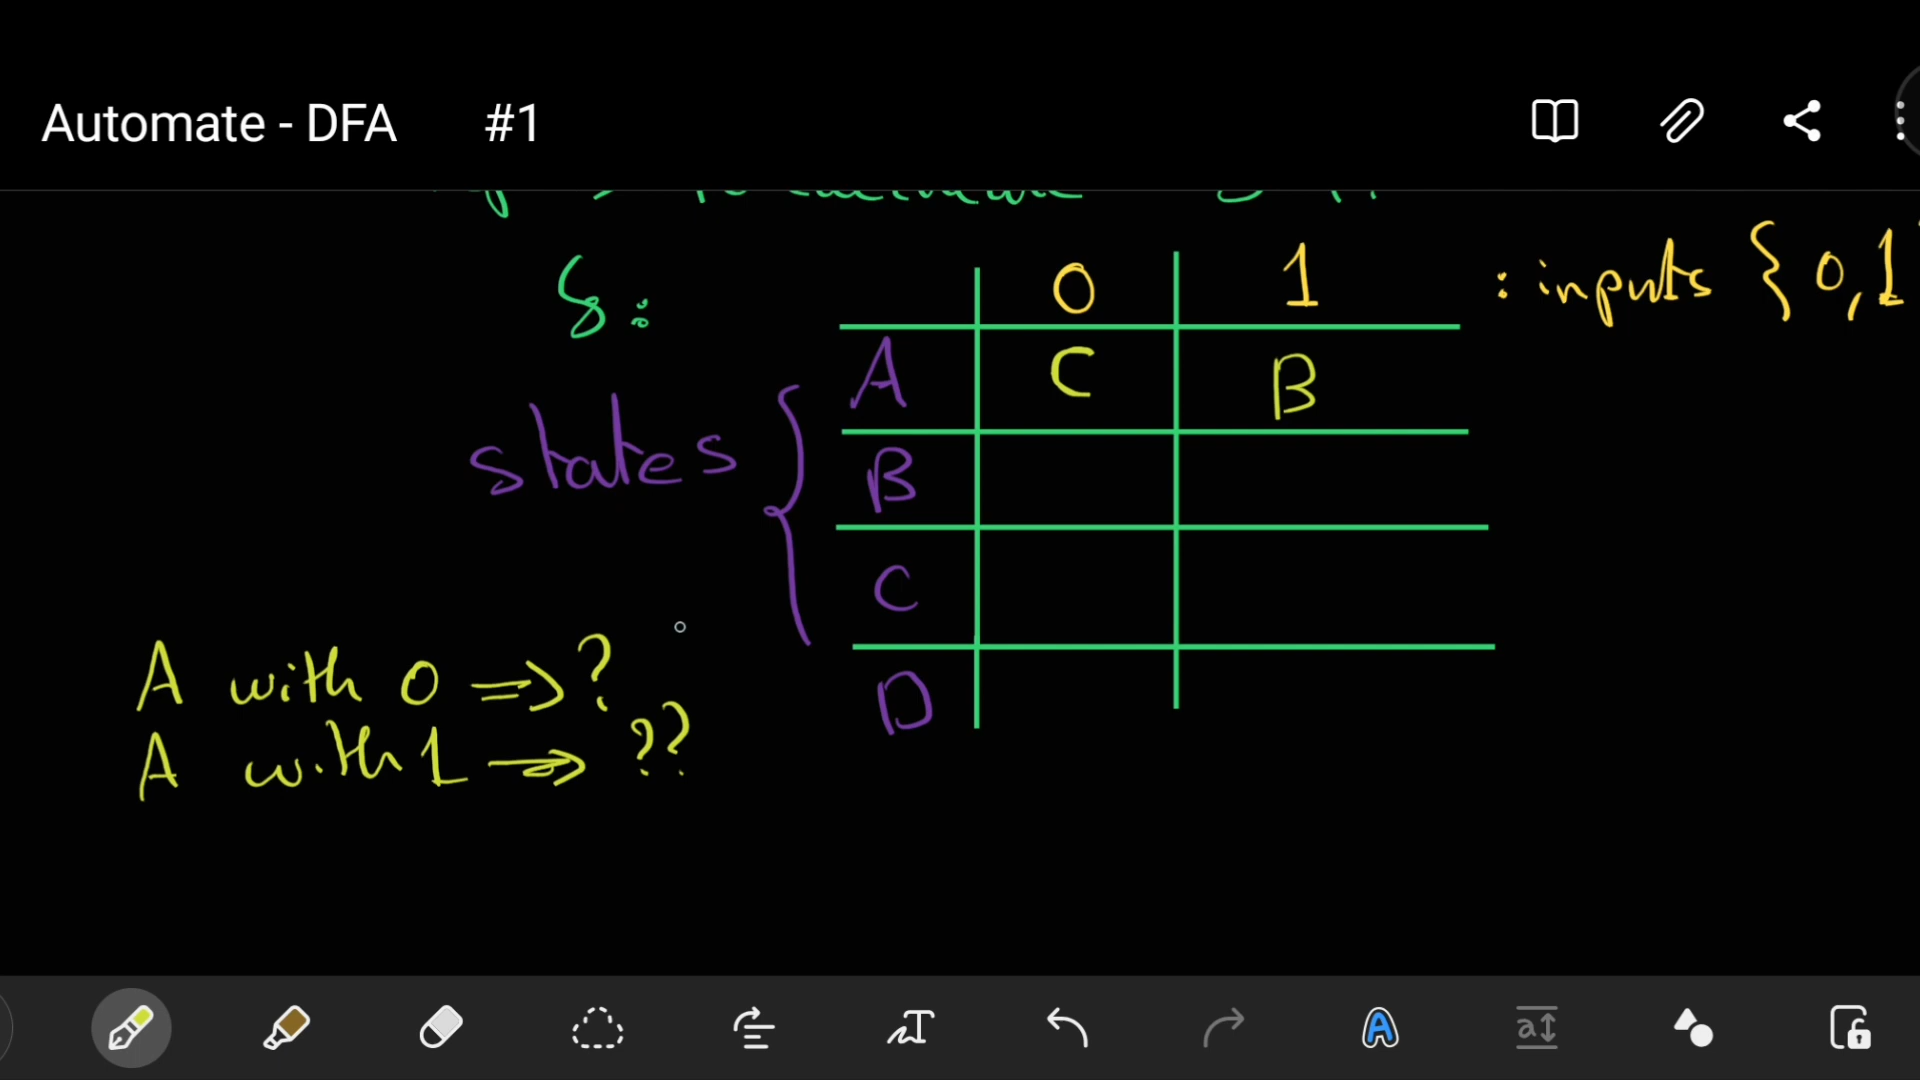 Automate - DFA #1
δ: 0 1 : inputs { 0,1
A C B
states { B
C
A with 0 => ?
D
A with 1 => ??